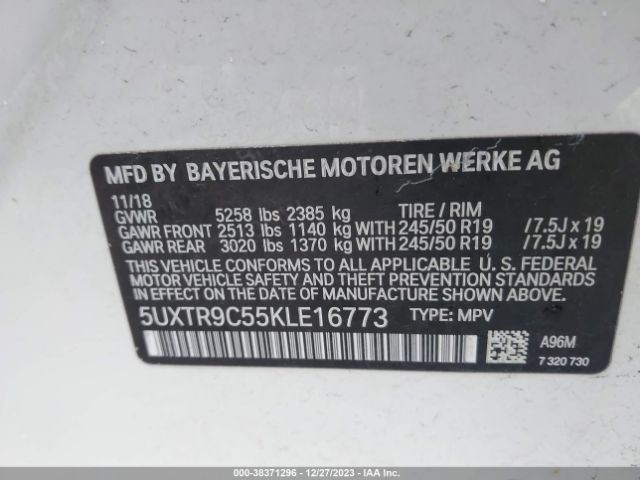 MFD BY BAYERISCHE MOTOREN WERKE AG
11/18
GVWR 5258 lbs 2385 kg TIRE / RIM
GAWR FRONT 2513 lbs 1140 kg WITH 245/50 R19 /7.5J x 19
GAWR REAR 3020 lbs 1370 kg WITH 245/50 R19 /7.5J x 19
THIS VEHICLE CONFORMS TO ALL APPLICABLE U. S. FEDERAL
MOTOR VEHICLE SAFETY AND THEFT PREVENTION STANDARDS
IN EFFECT ON THE DATE OF MANUFACTURE SHOWN ABOVE.
5UXTR9C55KLE16773 TYPE: MPV
A96M
7 320 730
000-38371296 - 12/27/2023 - IAA Inc.